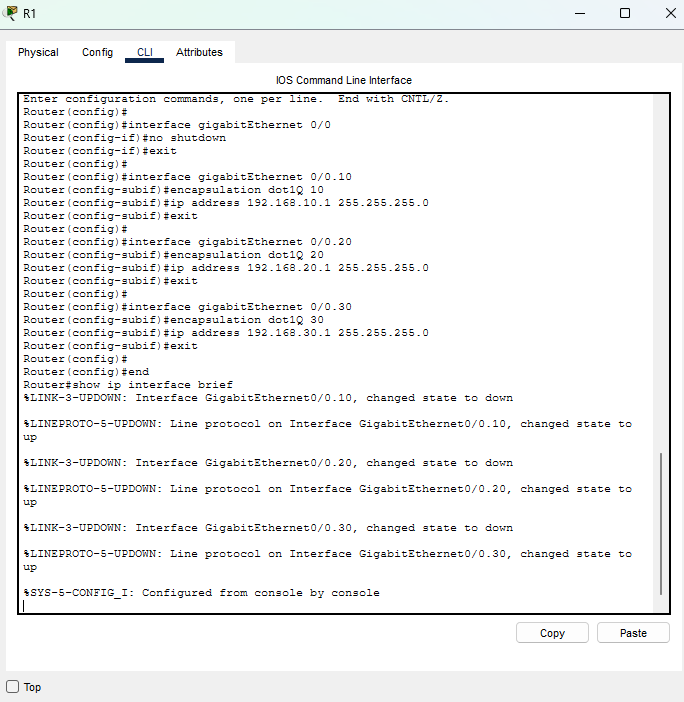 R1
Physical Config CLI Attributes
IOS Command Line Interface
Enter configuration commands, one per line.  End with CNTL/Z.
Router(config)#
Router(config)#interface gigabitEthernet 0/0
Router(config-if)#no shutdown
Router(config-if)#exit
Router(config)#
Router(config)#interface gigabitEthernet 0/0.10
Router(config-subif)#encapsulation dot1Q 10
Router(config-subif)#ip address 192.168.10.1 255.255.255.0
Router(config-subif)#exit
Router(config)#
Router(config)#interface gigabitEthernet 0/0.20
Router(config-subif)#encapsulation dot1Q 20
Router(config-subif)#ip address 192.168.20.1 255.255.255.0
Router(config-subif)#exit
Router(config)#
Router(config)#interface gigabitEthernet 0/0.30
Router(config-subif)#encapsulation dot1Q 30
Router(config-subif)#ip address 192.168.30.1 255.255.255.0
Router(config-subif)#exit
Router(config)#
Router(config)#end
Router#show ip interface brief
%LINK-3-UPDOWN: Interface GigabitEthernet0/0.10, changed state to down
%LINEPROTO-5-UPDOWN: Line protocol on Interface GigabitEthernet0/0.10, changed state to
up
%LINK-3-UPDOWN: Interface GigabitEthernet0/0.20, changed state to down
%LINEPROTO-5-UPDOWN: Line protocol on Interface GigabitEthernet0/0.20, changed state to
up
%LINK-3-UPDOWN: Interface GigabitEthernet0/0.30, changed state to down
%LINEPROTO-5-UPDOWN: Line protocol on Interface GigabitEthernet0/0.30, changed state to
up
%SYS-5-CONFIG_I: Configured from console by console
Copy Paste
Top